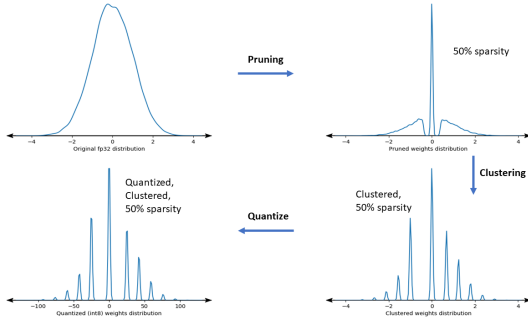 Pruning
50% sparsity
-4 -2 0 2 4
Original fp32 distribution
-4 -2 0 2 4
Pruned weights distribution
Clustering
Quantized,
Clustered,
50% sparsity
Quantize
Clustered,
50% sparsity
-100 -50 0 50 100
Quantized (int8) weights distribution
-4 -2 0 2 4
Clustered weights distribution